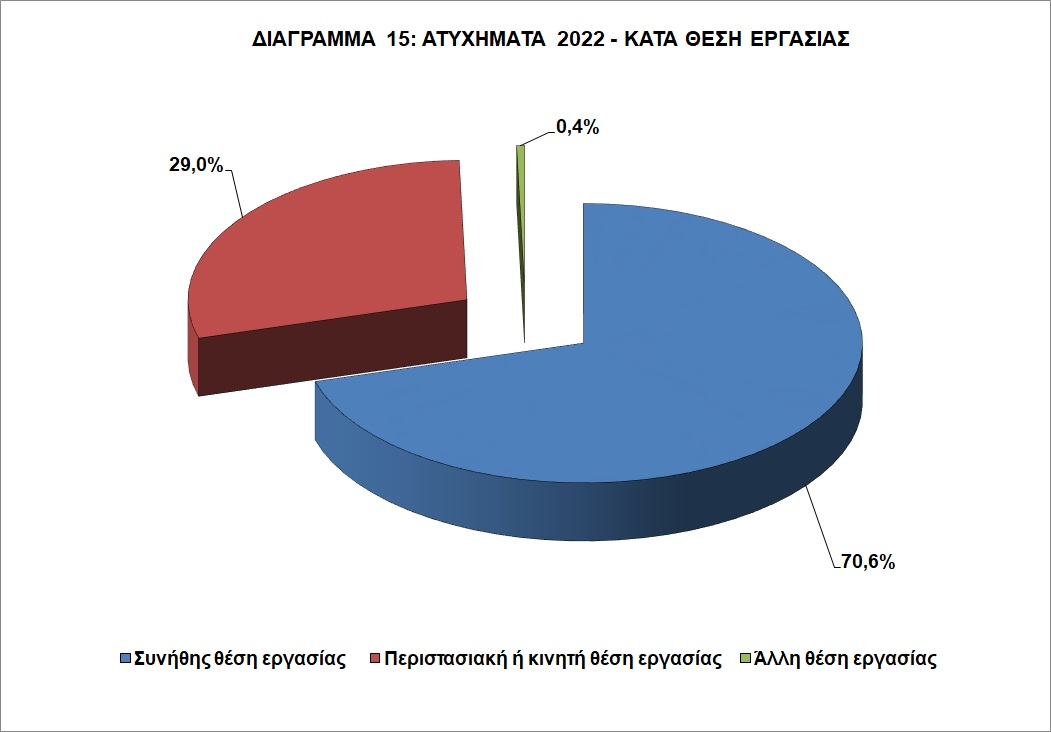 ΔΙΑΓΡΑΜΜΑ 15: ΑΤΥΧΗΜΑΤΑ 2022 - ΚΑΤΑ ΘΕΣΗ ΕΡΓΑΣΙΑΣ
0,4%
29,0%
70,6%
Συνήθης θέση εργασίας Περιστασιακή ή κινητή θέση εργασίας Άλλη θέση εργασίας